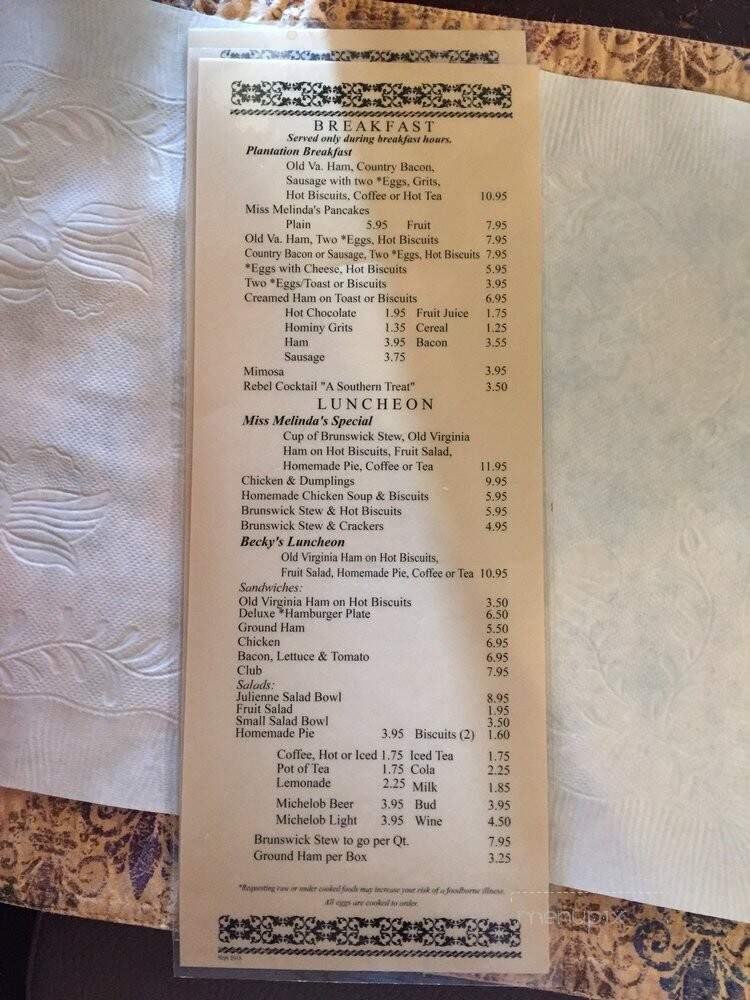 BREAKFAST
Served only during breakfast hours.
Plantation Breakfast
Old Va. Ham, Country Bacon,
Sausage with two *Eggs, Grits,
Hot Biscuits, Coffee or Hot Tea 10.95
Miss Melinda's Pancakes
Plain 5.95 Fruit 7.95
Old Va. Ham, Two *Eggs, Hot Biscuits 7.95
Country Bacon or Sausage, Two *Eggs, Hot Biscuits 7.95
*Eggs with Cheese, Hot Biscuits 5.95
Two *Eggs/Toast or Biscuits 3.95
Creamed Ham on Toast or Biscuits 6.95
Hot Chocolate 1.95 Fruit Juice 1.75
Hominy Grits 1.35 Cereal 1.25
Ham 3.95 Bacon 3.55
Sausage 3.75
Mimosa 3.95
Rebel Cocktail "A Southern Treat" 3.50
LUNCHEON
Miss Melinda's Special
Cup of Brunswick Stew, Old Virginia
Ham on Hot Biscuits, Fruit Salad,
Homemade Pie, Coffee or Tea 11.95
Chicken & Dumplings 9.95
Homemade Chicken Soup & Biscuits 5.95
Brunswick Stew & Hot Biscuits 5.95
Brunswick Stew & Crackers 4.95
Becky's Luncheon
Old Virginia Ham on Hot Biscuits,
Fruit Salad, Homemade Pie, Coffee or Tea 10.95
Sandwiches:
Old Virginia Ham on Hot Biscuits 3.50
Deluxe *Hamburger Plate 6.50
Ground Ham 5.50
Chicken 6.95
Bacon, Lettuce & Tomato 6.95
Club 7.95
Salads:
Julienne Salad Bowl 8.95
Fruit Salad 1.95
Small Salad Bowl 3.50
Homemade Pie 3.95 Biscuits (2) 1.60
Coffee, Hot or Iced 1.75 Iced Tea 1.75
Pot of Tea 1.75 Cola 2.25
Lemonade 2.25 Milk 1.85
Michelob Beer 3.95 Bud 3.95
Michelob Light 3.95 Wine 4.50
Brunswick Stew to go per Qt. 7.95
Ground Ham per Box 3.25
*Requesting raw or under cooked foods may increase your risk of a foodborne illness.
All eggs are cooked to order.
menupix